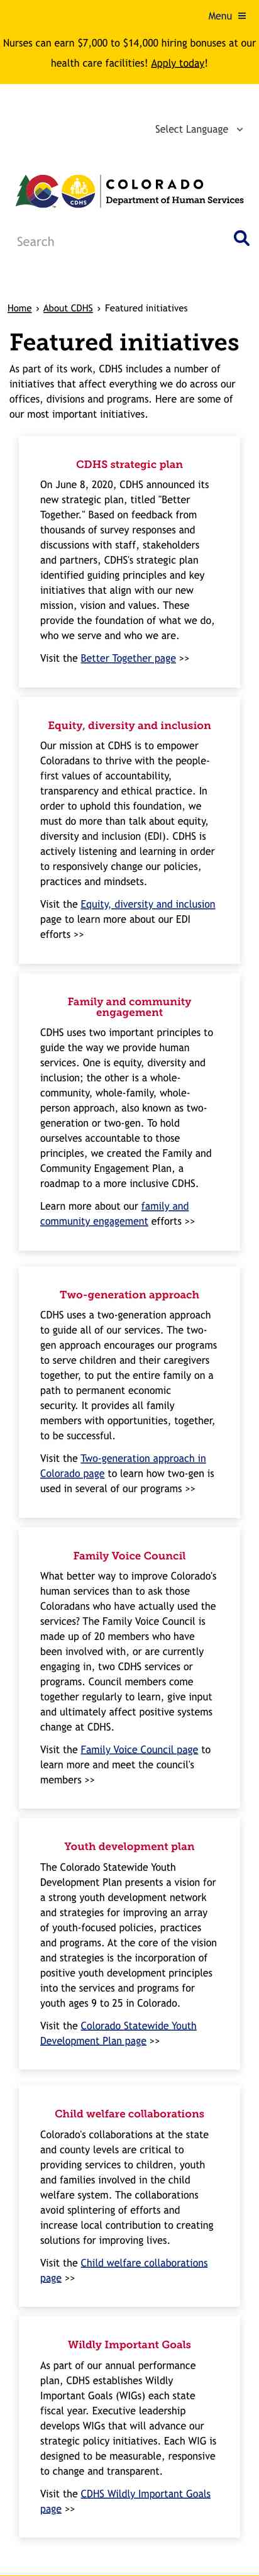 Menu ≡
Nurses can earn $7,000 to $14,000 hiring bonuses at our
health care facilities! Apply today!
Select Language
COLORADO
CDHS
Department of Human Services
Search
Home › About CDHS › Featured initiatives
Featured initiatives
As part of its work, CDHS includes a number of
initiatives that affect everything we do across our
offices, divisions and programs. Here are some of
our most important initiatives.
CDHS strategic plan
On June 8, 2020, CDHS announced its
new strategic plan, titled "Better
Together." Based on feedback from
thousands of survey responses and
discussions with staff, stakeholders
and partners, CDHS's strategic plan
identified guiding principles and key
initiatives that align with our new
mission, vision and values. These
provide the foundation of what we do,
who we serve and who we are.
Visit the Better Together page >>
Equity, diversity and inclusion
Our mission at CDHS is to empower
Coloradans to thrive with the people-
first values of accountability,
transparency and ethical practice. In
order to uphold this foundation, we
must do more than talk about equity,
diversity and inclusion (EDI). CDHS is
actively listening and learning in order
to responsively change our policies,
practices and mindsets.
Visit the Equity, diversity and inclusion
page to learn more about our EDI
efforts >>
Family and community
engagement
CDHS uses two important principles to
guide the way we provide human
services. One is equity, diversity and
inclusion; the other is a whole-
community, whole-family, whole-
person approach, also known as two-
generation or two-gen. To hold
ourselves accountable to those
principles, we created the Family and
Community Engagement Plan, a
roadmap to a more inclusive CDHS.
Learn more about our family and
community engagement efforts >>
Two-generation approach
CDHS uses a two-generation approach
to guide all of our services. The two-
gen approach encourages our programs
to serve children and their caregivers
together, to put the entire family on a
path to permanent economic
security. It provides all family
members with opportunities, together,
to be successful.
Visit the Two-generation approach in
Colorado page to learn how two-gen is
used in several of our programs >>
Family Voice Council
What better way to improve Colorado's
human services than to ask those
Coloradans who have actually used the
services? The Family Voice Council is
made up of 20 members who have
been involved with, or are currently
engaging in, two CDHS services or
programs. Council members come
together regularly to learn, give input
and ultimately affect positive systems
change at CDHS.
Visit the Family Voice Council page to
learn more and meet the council's
members >>
Youth development plan
The Colorado Statewide Youth
Development Plan presents a vision for
a strong youth development network
and strategies for improving an array
of youth-focused policies, practices
and programs. At the core of the vision
and strategies is the incorporation of
positive youth development principles
into the services and programs for
youth ages 9 to 25 in Colorado.
Visit the Colorado Statewide Youth
Development Plan page >>
Child welfare collaborations
Colorado's collaborations at the state
and county levels are critical to
providing services to children, youth
and families involved in the child
welfare system. The collaborations
avoid splintering of efforts and
increase local contribution to creating
solutions for improving lives.
Visit the Child welfare collaborations
page >>
Wildly Important Goals
As part of our annual performance
plan, CDHS establishes Wildly
Important Goals (WIGs) each state
fiscal year. Executive leadership
develops WIGs that will advance our
strategic policy initiatives. Each WIG is
designed to be measurable, responsive
to change and transparent.
Visit the CDHS Wildly Important Goals
page >>